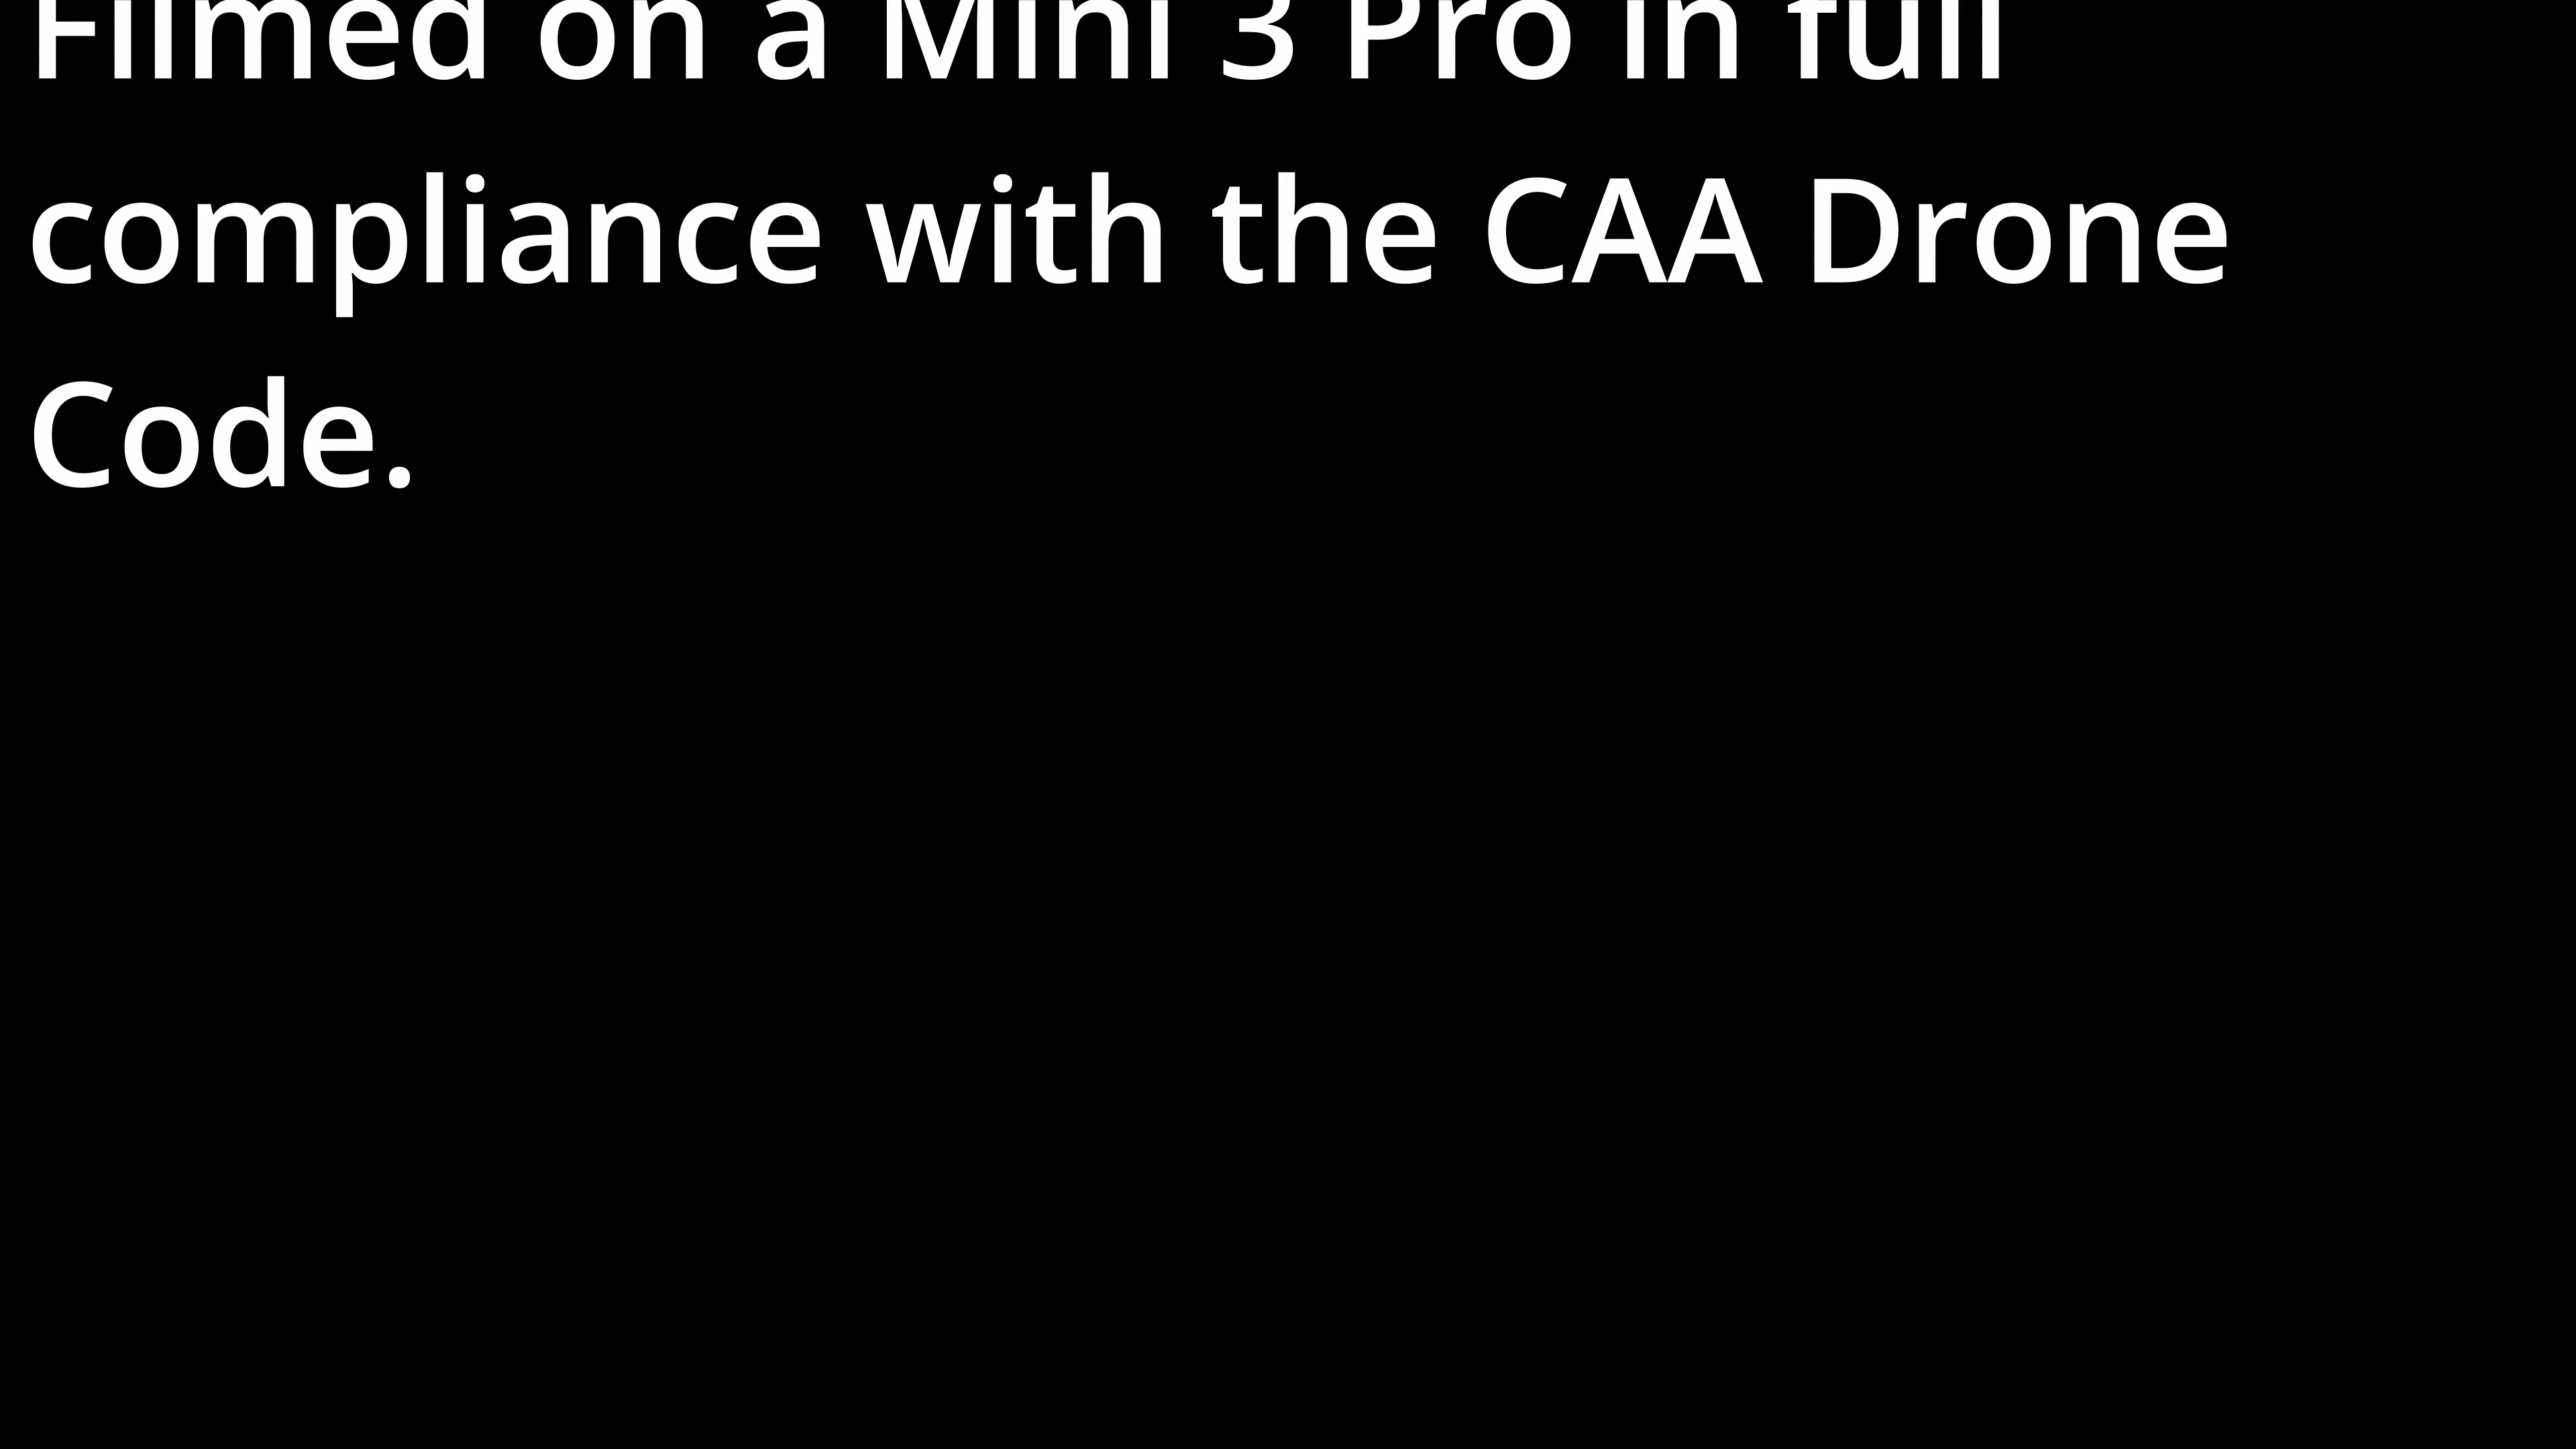 Filmed on a Mini 3 Pro in full
compliance with the CAA Drone
Code.